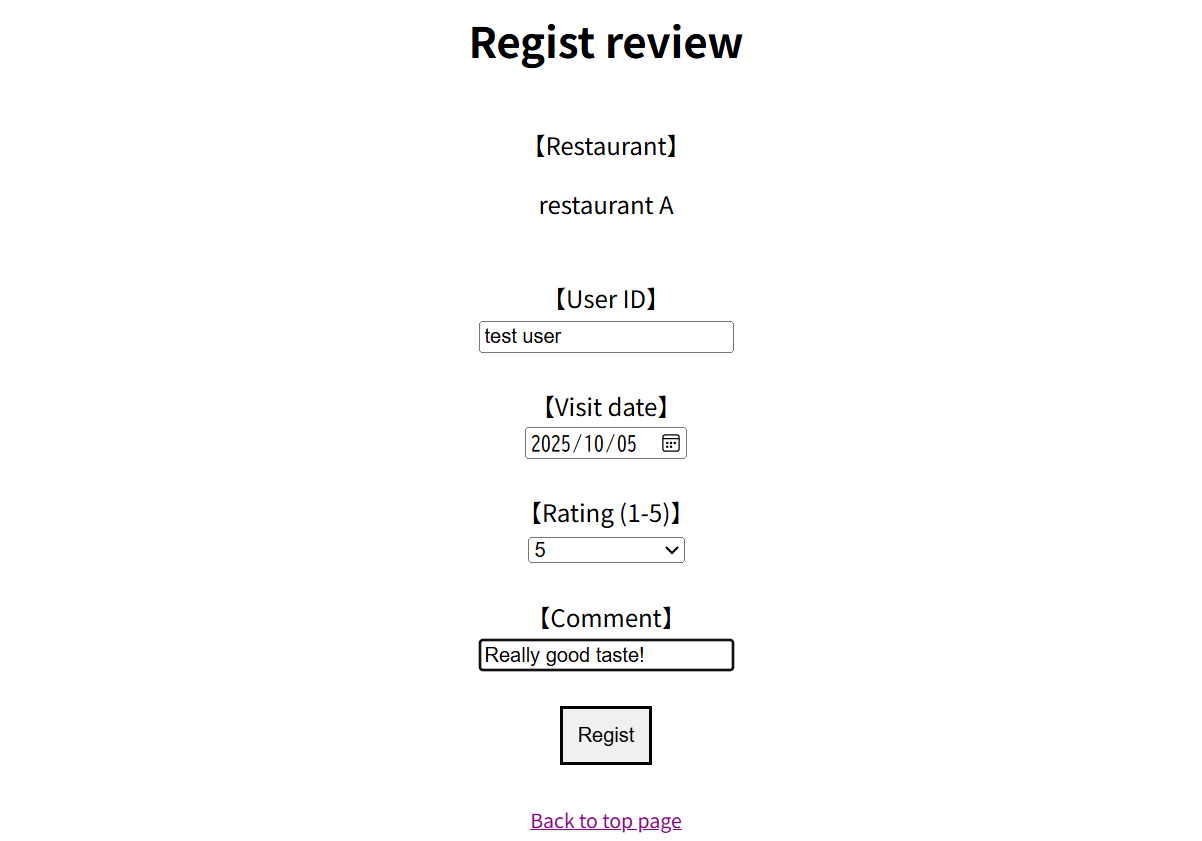 Regist review
【Restaurant】
restaurant A
【User ID】
test user
【Visit date】
2025/10/05
【Rating (1-5)】
5
【Comment】
Really good taste!
Regist
Back to top page